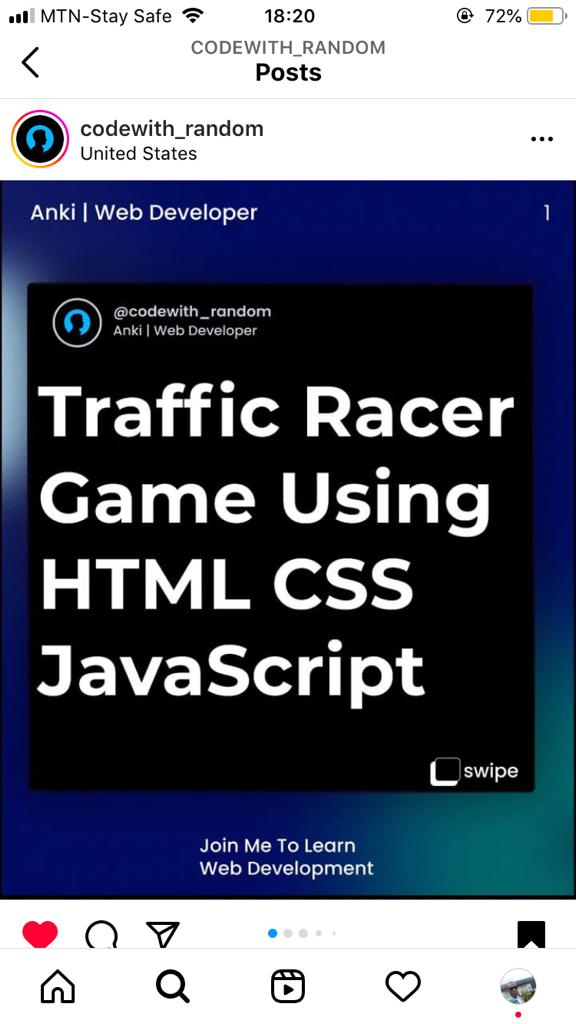 MTN-Stay Safe 18:20 72%
CODEWITH_RANDOM
Posts
codewith_random
United States
Anki | Web Developer 1
@codewith_random
Anki | Web Developer
Traffic Racer
Game Using
HTML CSS
JavaScript
swipe
Join Me To Learn
Web Development